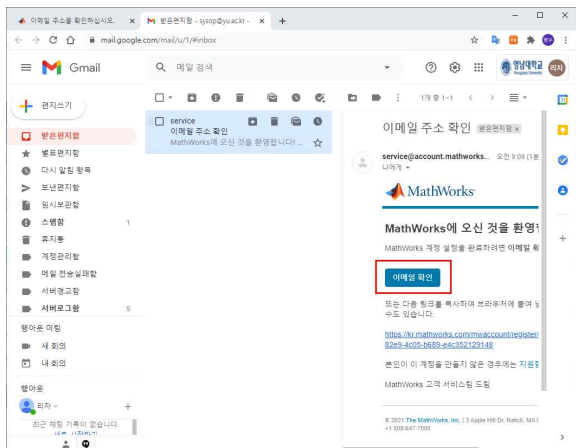 이메일 주소를 확인하십시오.
받은편지함 - sysop@yu.ac.kr -
mail.google.com/mail/u/1/#inbox
Gmail
메일 검색
영남대학교
리자
편지쓰기
1개 중 1-1
받은편지함
별표편지함
다시 알림 항목
보낸편지함
임시보관함
스팸함 1
휴지통
계정관리함
메일 전송실패함
서버경고함
서버로그함 5
행아웃 미팅
새 회의
내 회의
행아웃
리자
최근 채팅 기록이 없습니다.
새로 시작하기
service
이메일 주소 확인
MathWorks에 오신 것을 환영합니다! ...
이메일 주소 확인 받은편지함 x
service@account.mathworks... 오전 9:09 (1분
나에게
MathWorks
MathWorks에 오신 것을 환영합
MathWorks 계정 설정을 완료하려면 이메일 확
이메일 확인
또는 다음 링크를 복사하여 브라우저에 붙여 넣
수도 있습니다.
https://kr.mathworks.com/mwaccount/register/
82e9-4c05-b689-e4c352129148
본인이 이 계정을 만들지 않은 경우에는 지원팀
MathWorks 고객 서비스팀 드림
© 2021 The MathWorks, Inc. | 3 Apple Hill Dr. Natick, MA (
+1 508-647-7000